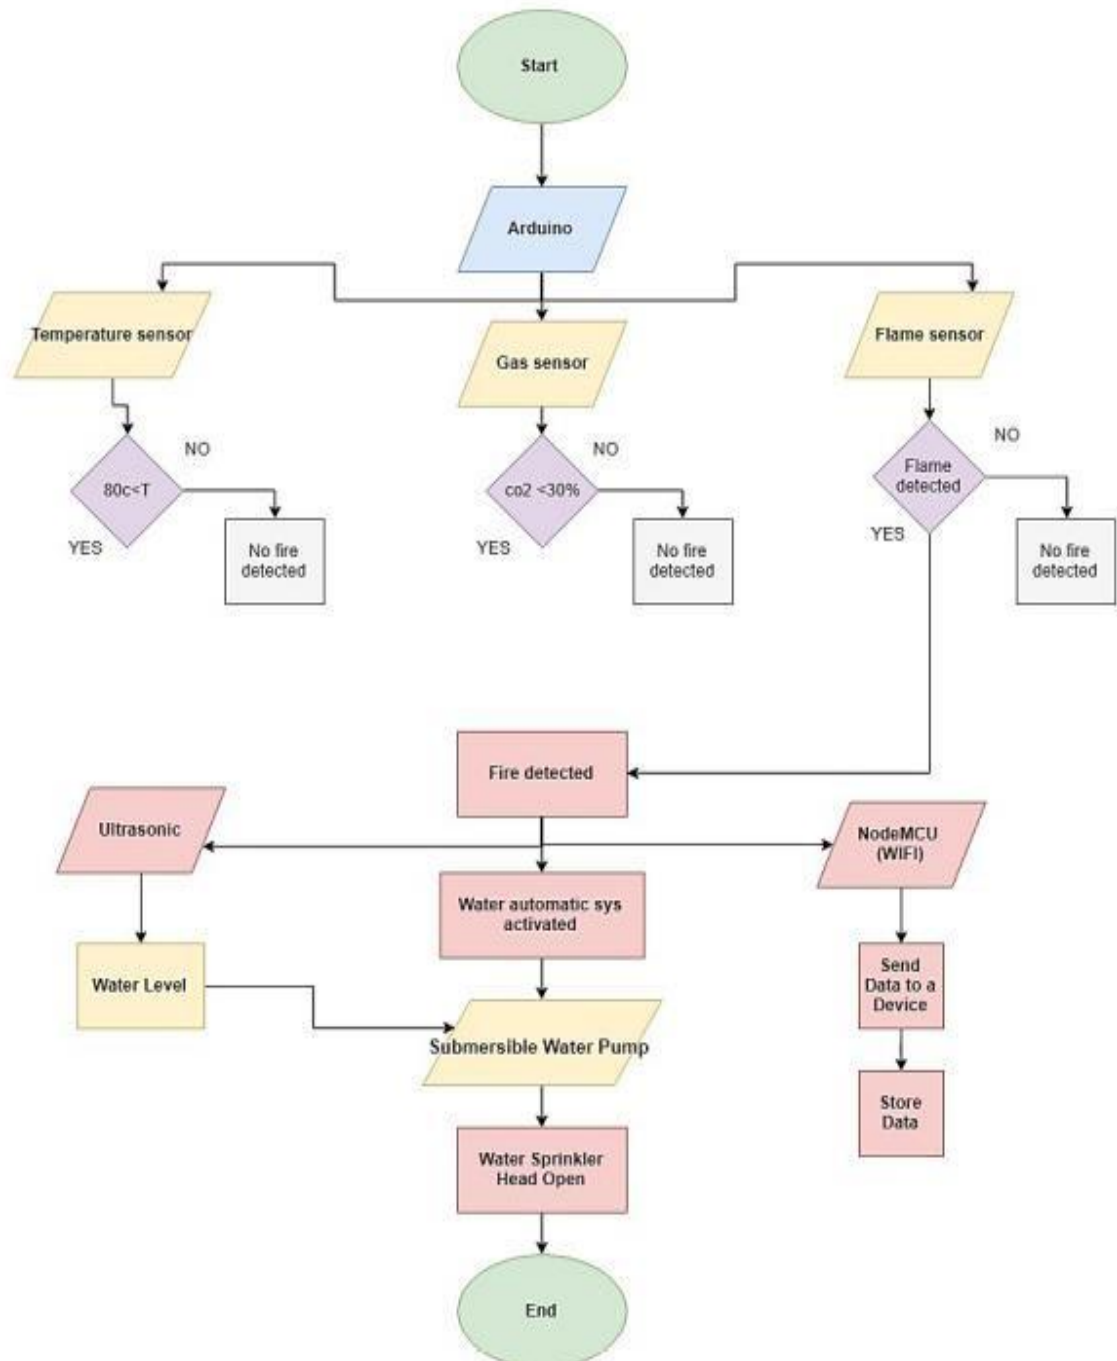 Start
Arduino
Temperature sensor
Gas sensor
Flame sensor
80c<T
NO
YES
No fire
detected
co2 <30%
NO
YES
No fire
detected
Flame
detected
NO
YES
No fire
detected
Fire detected
Ultrasonic
NodeMCU
(WIFI)
Water automatic sys
activated
Water Level
Send
Data to a
Device
Submersible Water Pump
Store
Data
Water Sprinkler
Head Open
End